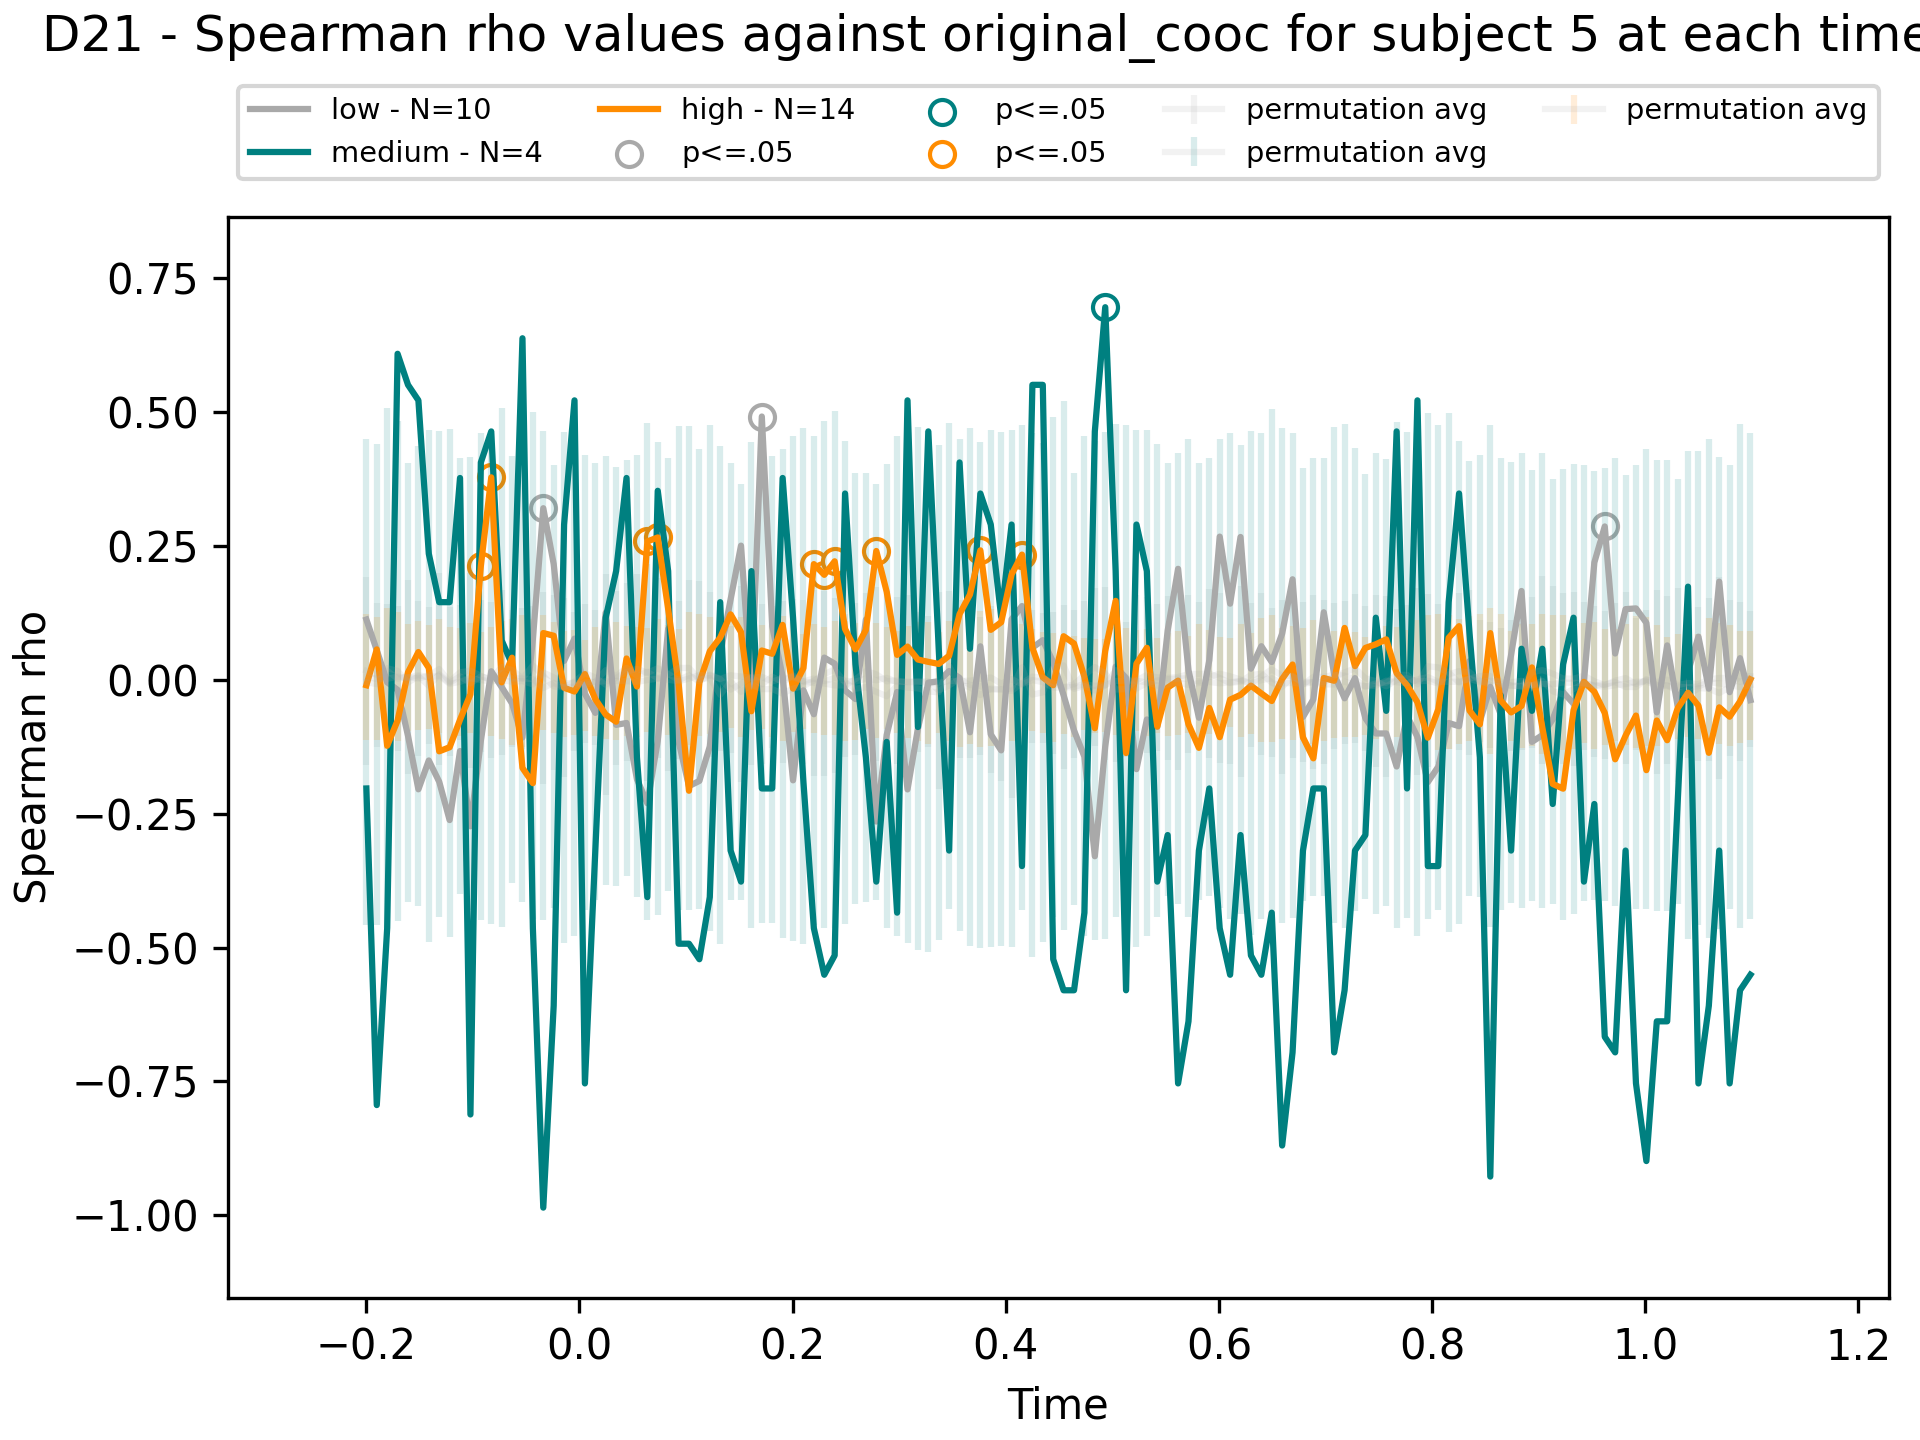 D21 - Spearman rho values against original_cooc for subject 5 at each time
low - N=10
medium - N=4
high - N=14
p<=.05
p<=.05
p<=.05
permutation avg
permutation avg
permutation avg
Spearman rho
0.75
0.50
0.25
0.00
−0.25
−0.50
−0.75
−1.00
−0.2
0.0
0.2
0.4
0.6
0.8
1.0
1.2
Time